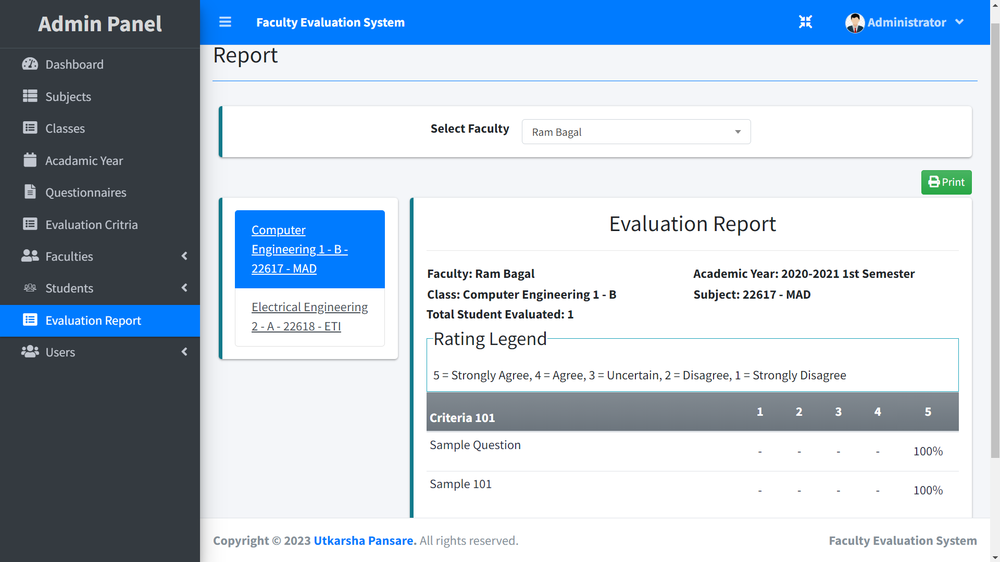 Admin Panel
Dashboard
Subjects
Classes
Acadamic Year
Questionnaires
Evaluation Critria
Faculties
Students
Evaluation Report
Users
Faculty Evaluation System
Administrator
Report
Select Faculty
Ram Bagal
Print
Computer
Engineering 1 - B -
22617 - MAD
Electrical Engineering
2 - A - 22618 - ETI
Evaluation Report
Faculty: Ram Bagal
Academic Year: 2020-2021 1st Semester
Class: Computer Engineering 1 - B
Subject: 22617 - MAD
Total Student Evaluated: 1
Rating Legend
5 = Strongly Agree, 4 = Agree, 3 = Uncertain, 2 = Disagree, 1 = Strongly Disagree
Criteria 101 1 2 3 4 5
Sample Question - - - - 100%
Sample 101 - - - - 100%
Copyright © 2023 Utkarsha Pansare. All rights reserved.
Faculty Evaluation System